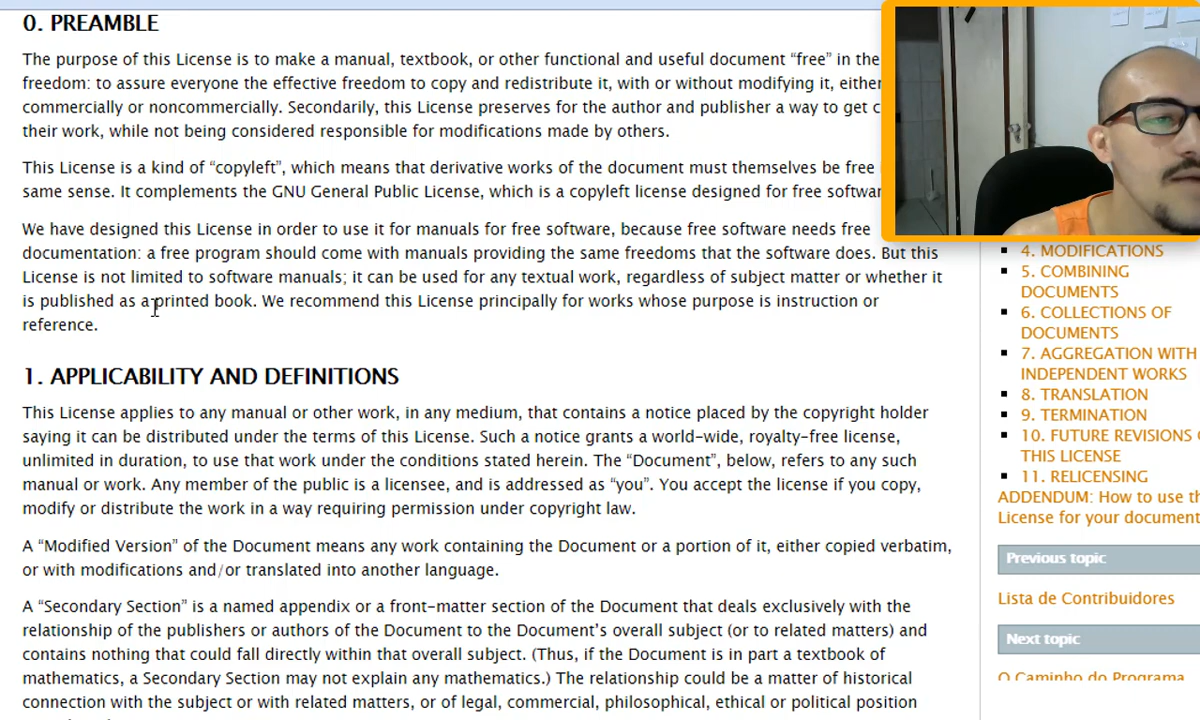 0. PREAMBLE
The purpose of this License is to make a manual, textbook, or other functional and useful document “free” in the
freedom: to assure everyone the effective freedom to copy and redistribute it, with or without modifying it, either
commercially or noncommercially. Secondarily, this License preserves for the author and publisher a way to get c
their work, while not being considered responsible for modifications made by others.
This License is a kind of “copyleft”, which means that derivative works of the document must themselves be free
same sense. It complements the GNU General Public License, which is a copyleft license designed for free softwar
We have designed this License in order to use it for manuals for free software, because free software needs free
documentation: a free program should come with manuals providing the same freedoms that the software does. But this
License is not limited to software manuals; it can be used for any textual work, regardless of subject matter or whether it
is published as a printed book. We recommend this License principally for works whose purpose is instruction or
reference.
1. APPLICABILITY AND DEFINITIONS
This License applies to any manual or other work, in any medium, that contains a notice placed by the copyright holder
saying it can be distributed under the terms of this License. Such a notice grants a world-wide, royalty-free license,
unlimited in duration, to use that work under the conditions stated herein. The “Document”, below, refers to any such
manual or work. Any member of the public is a licensee, and is addressed as “you”. You accept the license if you copy,
modify or distribute the work in a way requiring permission under copyright law.
A “Modified Version” of the Document means any work containing the Document or a portion of it, either copied verbatim,
or with modifications and/or translated into another language.
A “Secondary Section” is a named appendix or a front-matter section of the Document that deals exclusively with the
relationship of the publishers or authors of the Document to the Document’s overall subject (or to related matters) and
contains nothing that could fall directly within that overall subject. (Thus, if the Document is in part a textbook of
mathematics, a Secondary Section may not explain any mathematics.) The relationship could be a matter of historical
connection with the subject or with related matters, or of legal, commercial, philosophical, ethical or political position
4. MODIFICATIONS
5. COMBINING
DOCUMENTS
6. COLLECTIONS OF
DOCUMENTS
7. AGGREGATION WITH
INDEPENDENT WORKS
8. TRANSLATION
9. TERMINATION
10. FUTURE REVISIONS
THIS LICENSE
11. RELICENSING
ADDENDUM: How to use th
License for your document
Previous topic
Lista de Contribuidores
Next topic
O Caminho do Programa